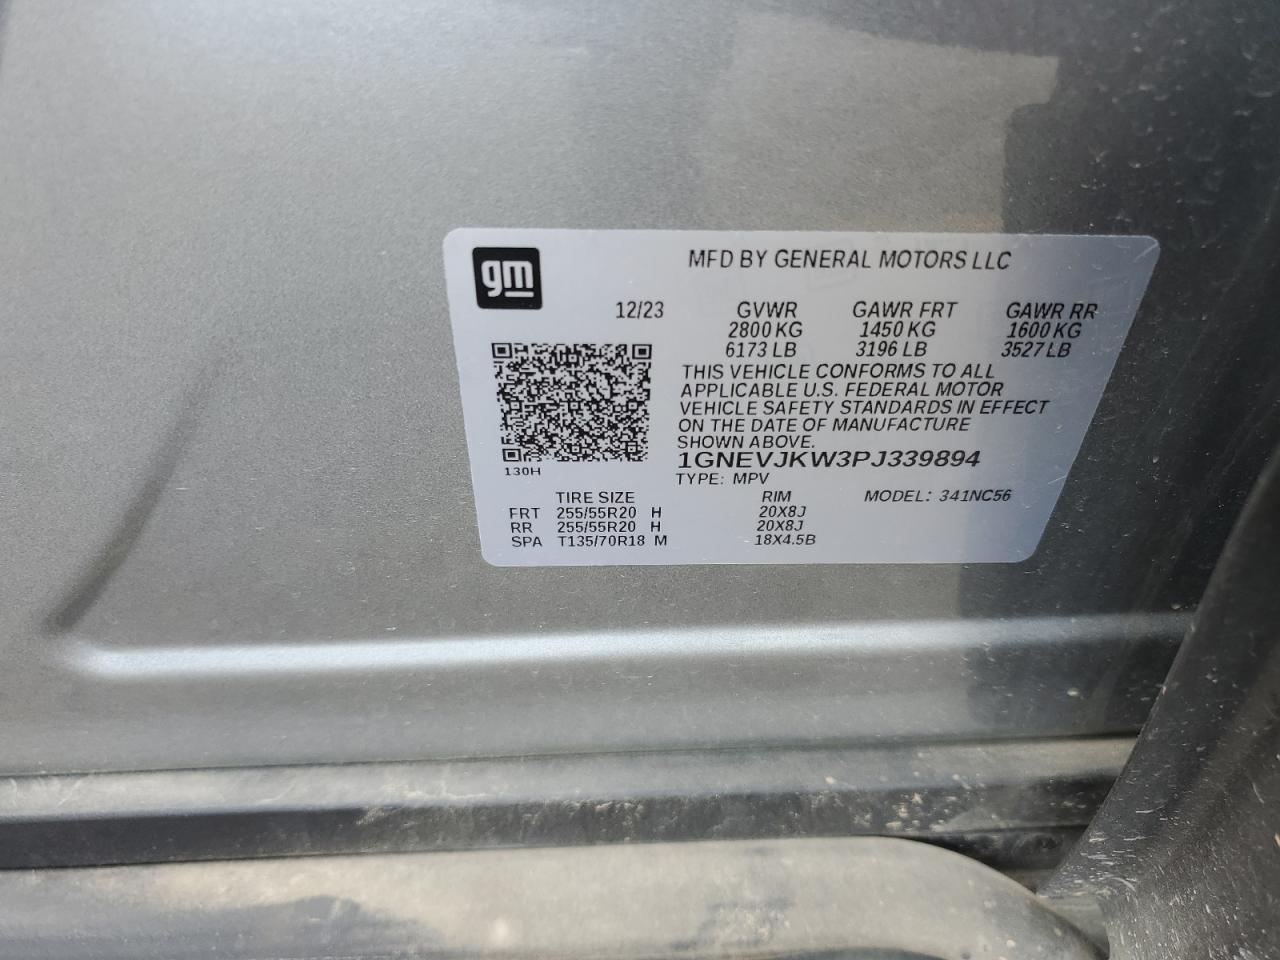 gm
MFD BY GENERAL MOTORS LLC
12/23 GVWR GAWR FRT GAWR RR
2800 KG 1450 KG 1600 KG
6173 LB 3196 LB 3527 LB
THIS VEHICLE CONFORMS TO ALL
APPLICABLE U.S. FEDERAL MOTOR
VEHICLE SAFETY STANDARDS IN EFFECT
ON THE DATE OF MANUFACTURE
SHOWN ABOVE.
1GNEVJKW3PJ339894
130H
TYPE: MPV
TIRE SIZE RIM MODEL: 341NC56
FRT 255/55R20 H 20X8J
RR 255/55R20 H 20X8J
SPA T135/70R18 M 18X4.5B